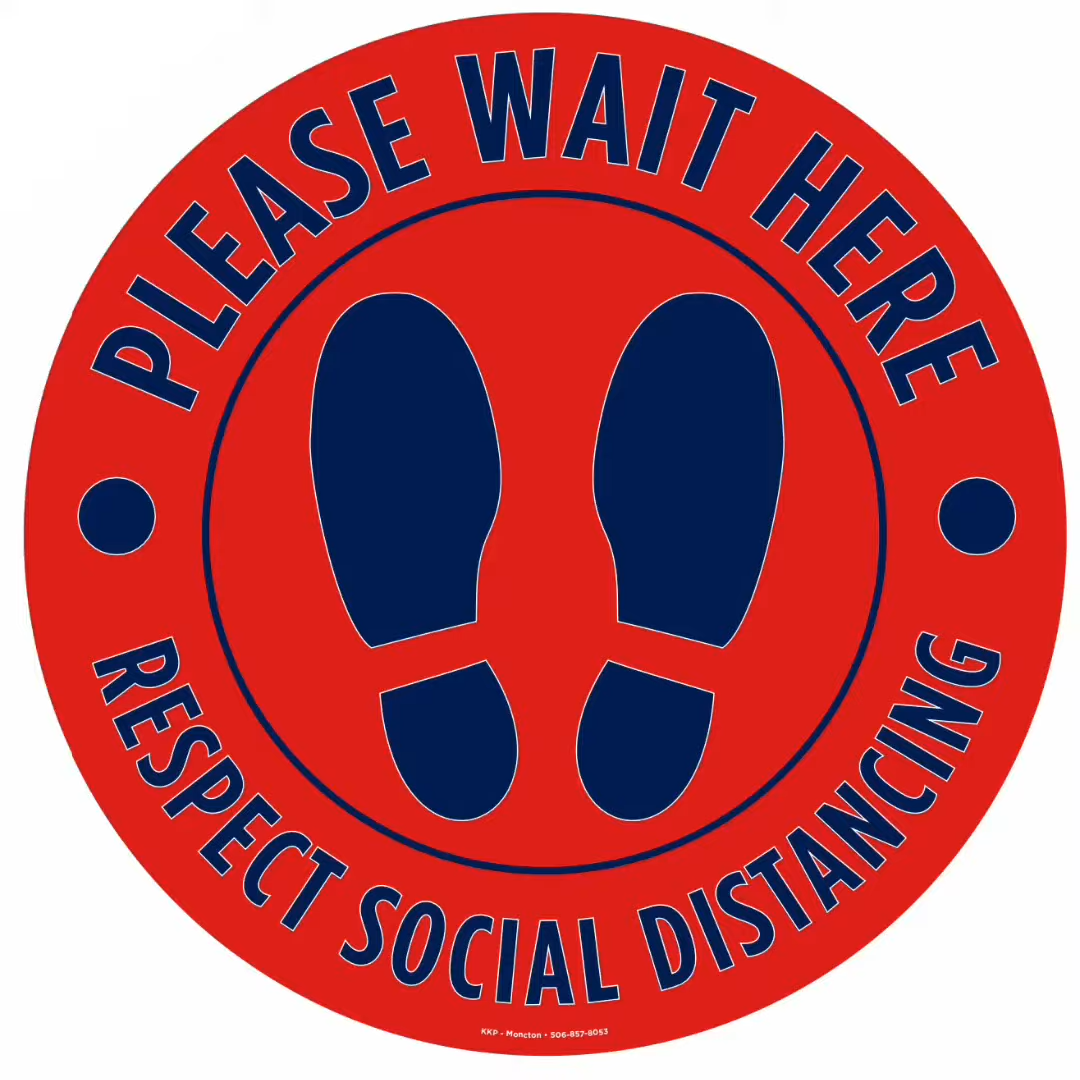 PLEASE WAIT HERE
RESPECT SOCIAL DISTANCING
KKP - Moncton • 506-857-8053